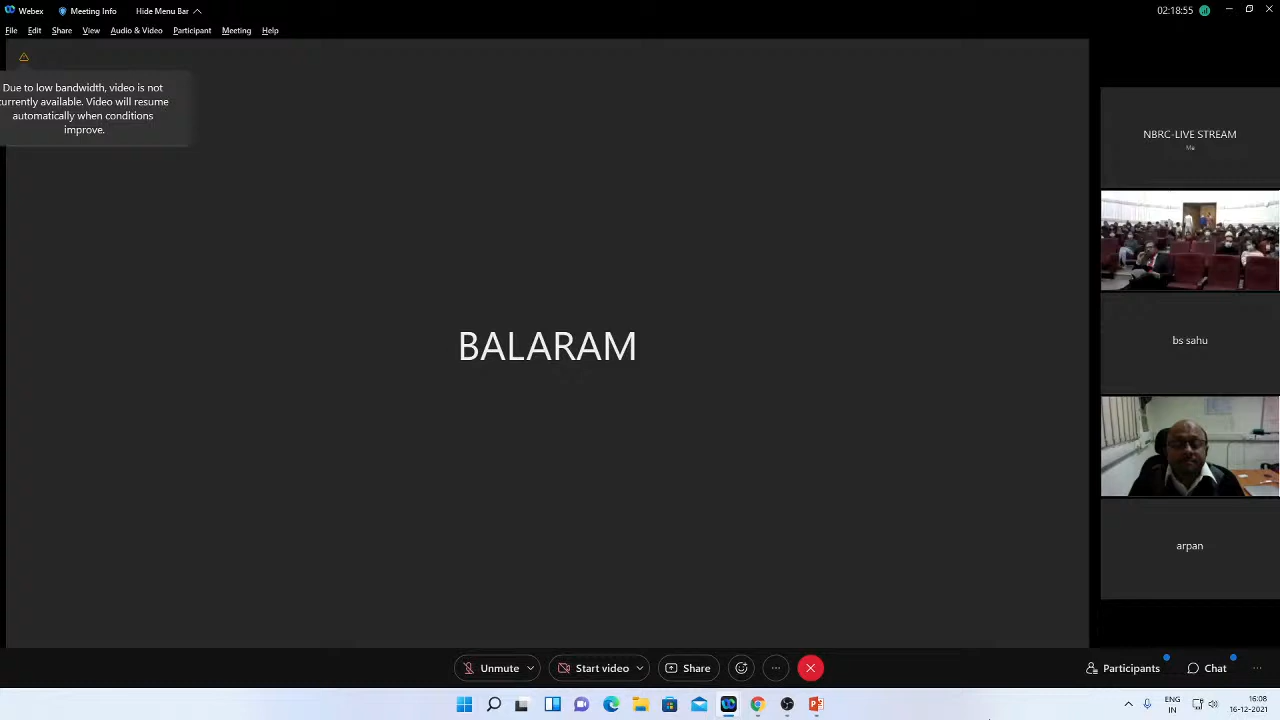 Webex
Meeting Info
Hide Menu Bar
02:18:55
File Edit Share View Audio & Video Participant Meeting Help
Due to low bandwidth, video is not
currently available. Video will resume
automatically when conditions
improve.
NBRC-LIVE STREAM
Me
BALARAM
bs sahu
arpan
Unmute
Start video
Share
Participants
Chat
ENG
IN
16:08
16-12-2021